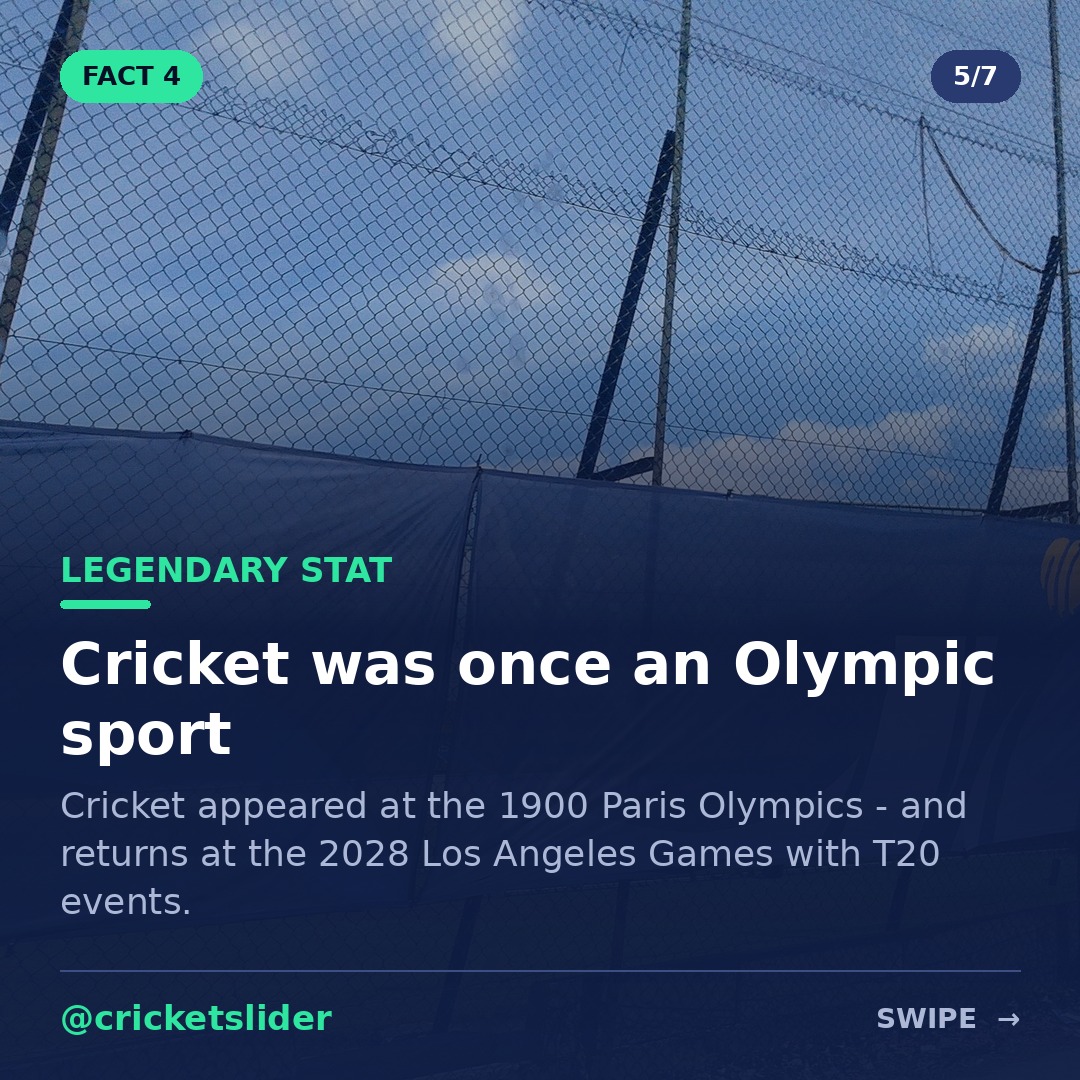 FACT 4
5/7
LEGENDARY STAT
Cricket was once an Olympic
sport
Cricket appeared at the 1900 Paris Olympics - and
returns at the 2028 Los Angeles Games with T20
events.
@cricketslider
SWIPE →